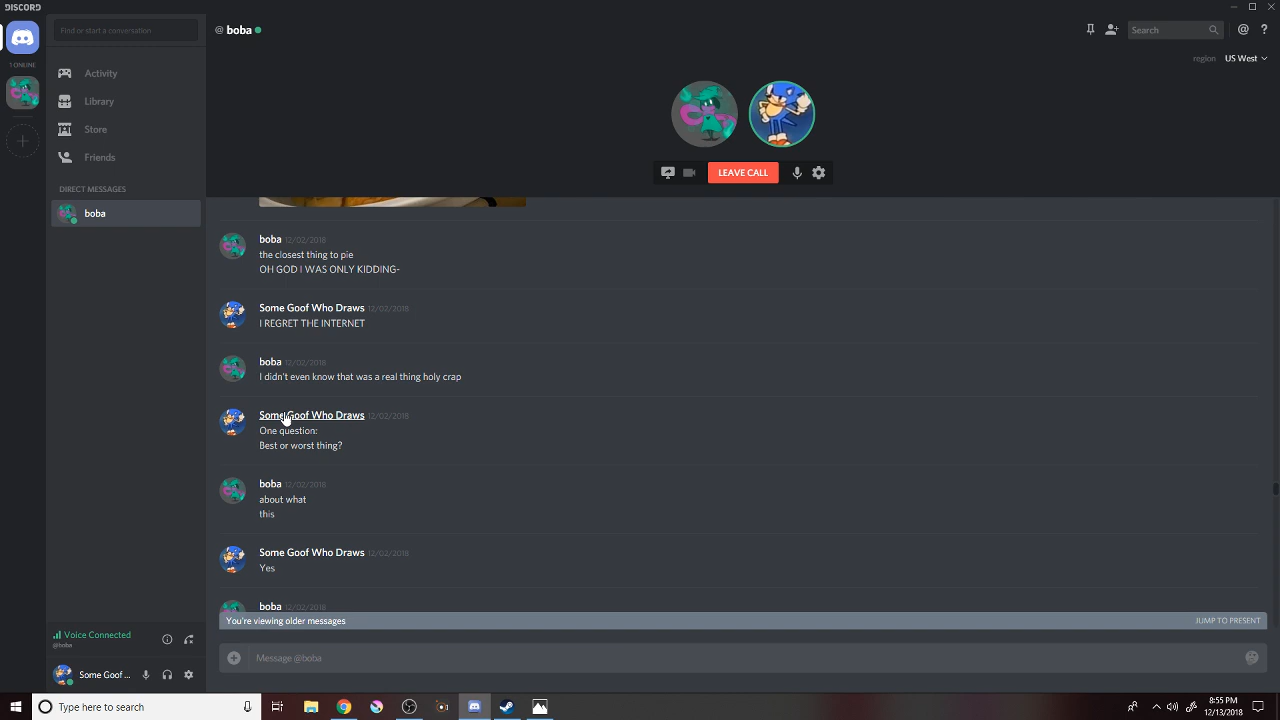 DISCORD
Find or start a conversation
@ boba
Search
region US West
1 ONLINE
Activity
Library
Store
Friends
DIRECT MESSAGES
boba
LEAVE CALL
boba 12/02/2018
the closest thing to pie
OH GOD I WAS ONLY KIDDING-
Some Goof Who Draws 12/02/2018
I REGRET THE INTERNET
boba 12/02/2018
I didn't even know that was a real thing holy crap
Some Goof Who Draws 12/02/2018
One question:
Best or worst thing?
boba 12/02/2018
about what
this
Some Goof Who Draws 12/02/2018
Yes
boba 12/02/2018
You're viewing older messages JUMP TO PRESENT
Message @boba
Voice Connected
@boba
Some Goof ...
Type here to search
8:55 PM
12/13/2018